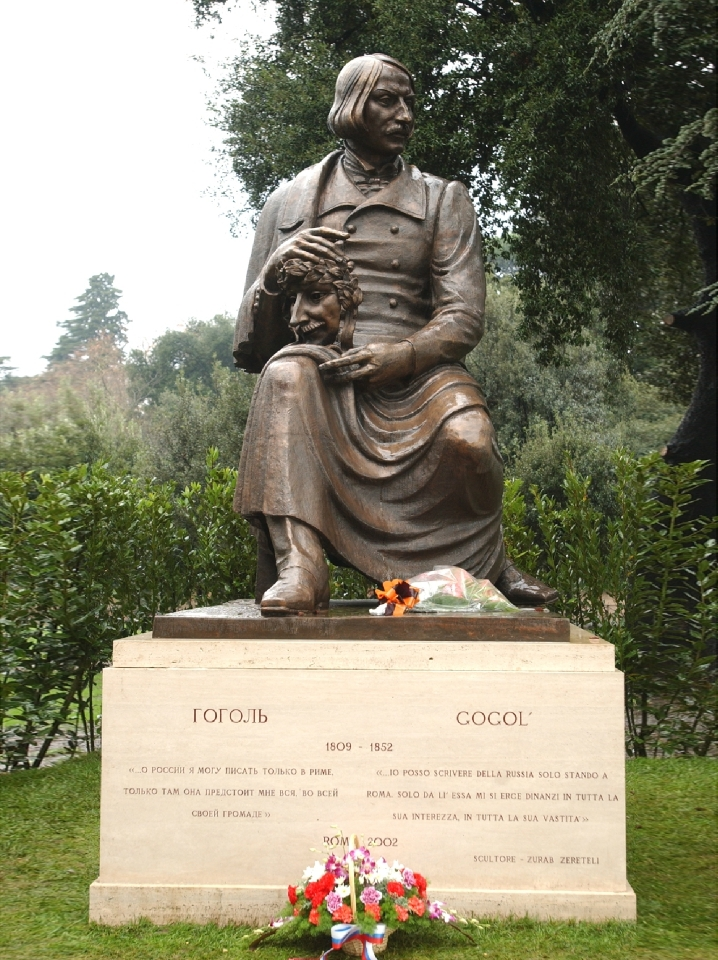 ГОГОЛЬ
GOGOL'
1809 - 1852
«...О РОССИИ Я МОГУ ПИСАТЬ ТОЛЬКО В РИМЕ,
ТОЛЬКО ТАМ ОНА ПРЕДСТОИТ МНЕ ВСЯ, ВО ВСЕЙ
СВОЕЙ ГРОМАДЕ»
«...IO POSSO SCRIVERE DELLA RUSSIA SOLO STANDO A
ROMA, SOLO DA LI' ESSA MI SI ERGE DINANZI IN TUTTA LA
SUA INTEREZZA, IN TUTTA LA SUA VASTITA'»
2002
SCULTORE - ZURAB ZERETELI